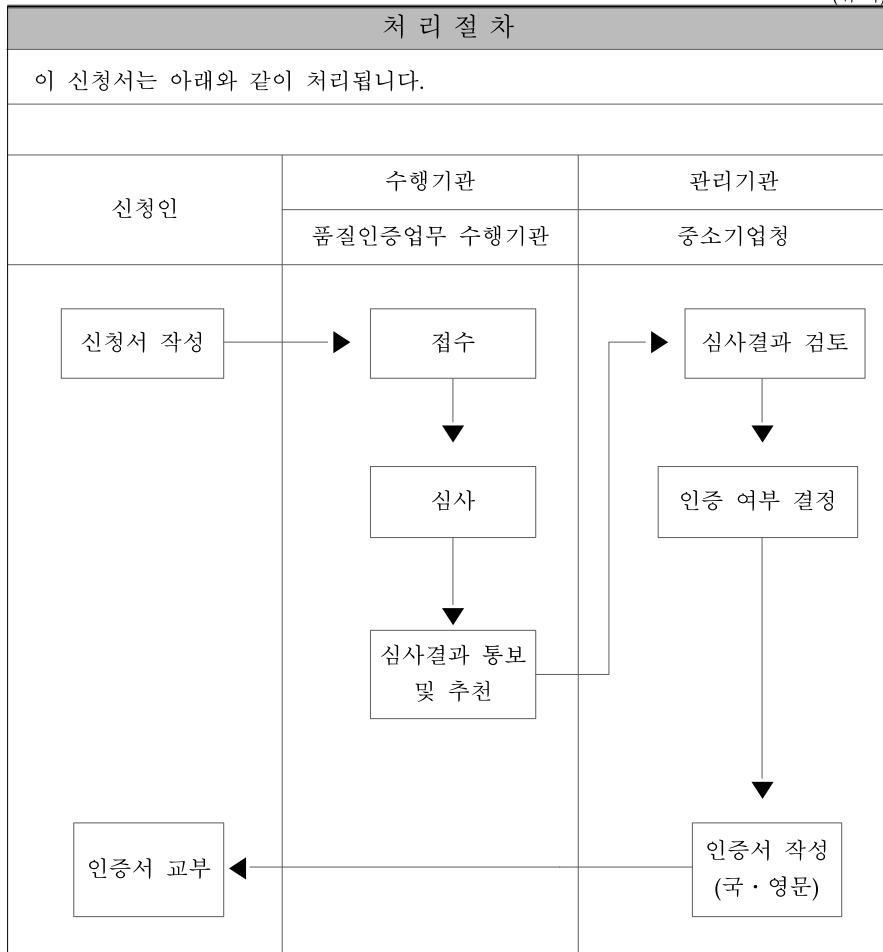 처 리 절 차
이 신청서는 아래와 같이 처리됩니다.
신청인
수행기관
관리기관
품질인증업무 수행기관
중소기업청
신청서 작성
접수
심사결과 검토
심사
인증 여부 결정
심사결과 통보
및 추천
인증서 교부
인증서 작성
(국·영문)